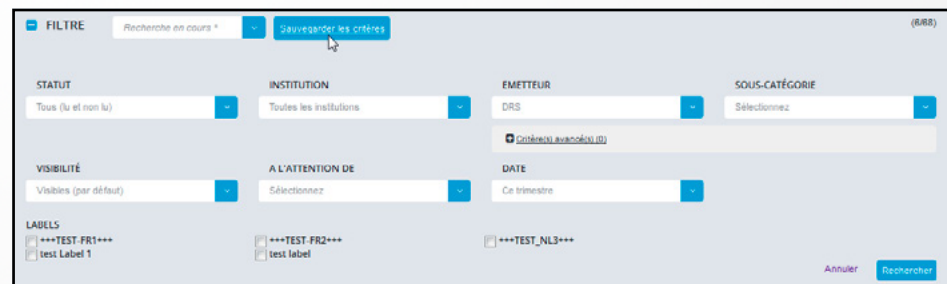 FILTRE Recherche en cours * Sauvegarder les critères (6/68)
STATUT INSTITUTION EMETTEUR SOUS-CATÉGORIE
Tous (lu et non lu) Toutes les institutions DRS Sélectionnez
Critère(s) avancé(s) (0)
VISIBILITÉ A L'ATTENTION DE DATE
Visibles (par défaut) Sélectionnez Ce trimestre
LABELS
+++TEST-FR1+++ +++TEST-FR2+++ +++TEST_NL3+++
test Label 1 test label
Annuler Rechercher